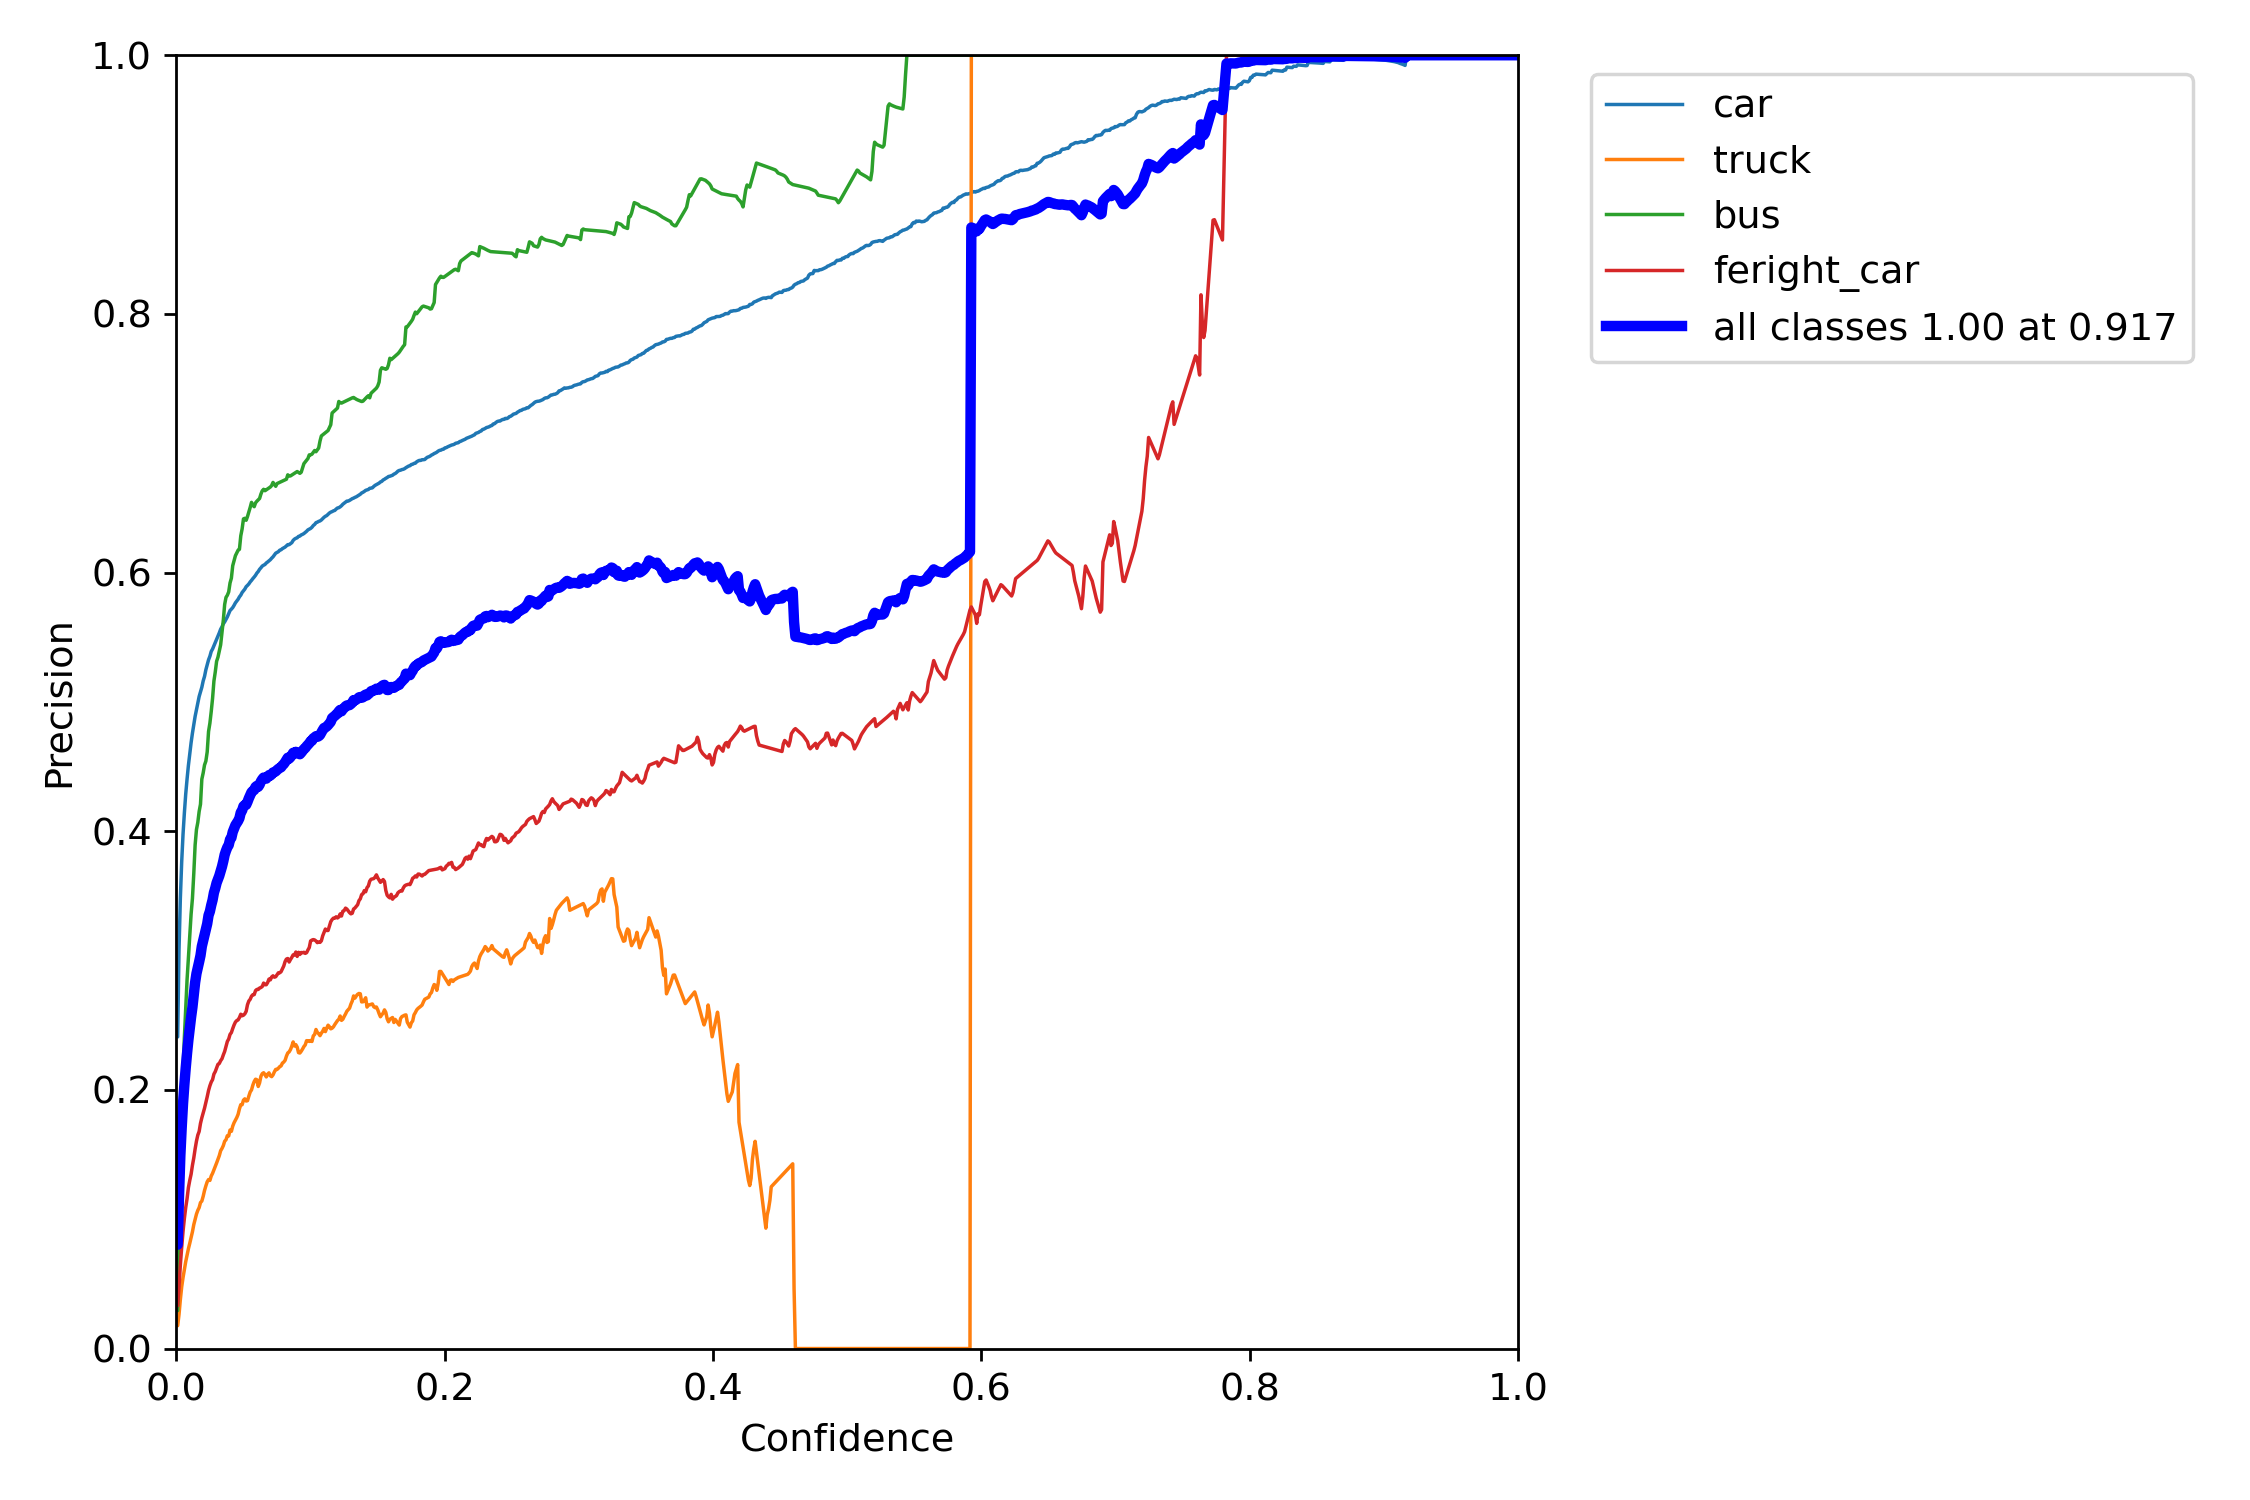 1.0
0.8
0.6
0.4
0.2
0.0
0.0 0.2 0.4 0.6 0.8 1.0
Precision
Confidence
car
truck
bus
feright_car
all classes 1.00 at 0.917